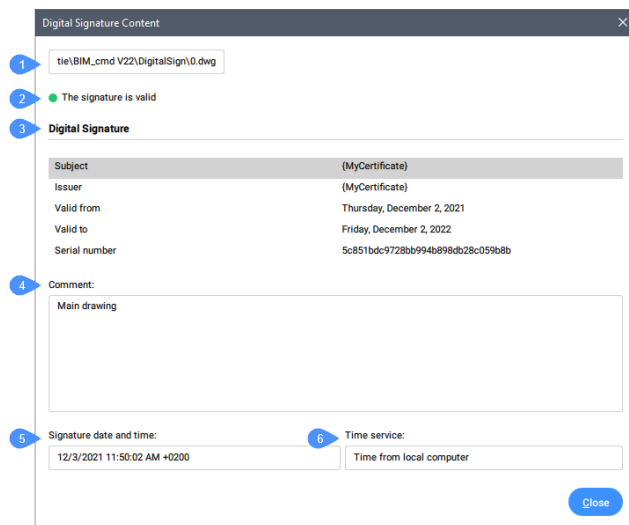 Digital Signature Content
1
tie\BIM_cmd V22\DigitalSign\0.dwg
2
The signature is valid
3
Digital Signature
Subject {MyCertificate}
Issuer {MyCertificate}
Valid from Thursday, December 2, 2021
Valid to Friday, December 2, 2022
Serial number 5c851bdc9728bb994b898db28c059b8b
4
Comment:
Main drawing
5
Signature date and time:
6
Time service:
12/3/2021 11:50:02 AM +0200
Time from local computer
Close